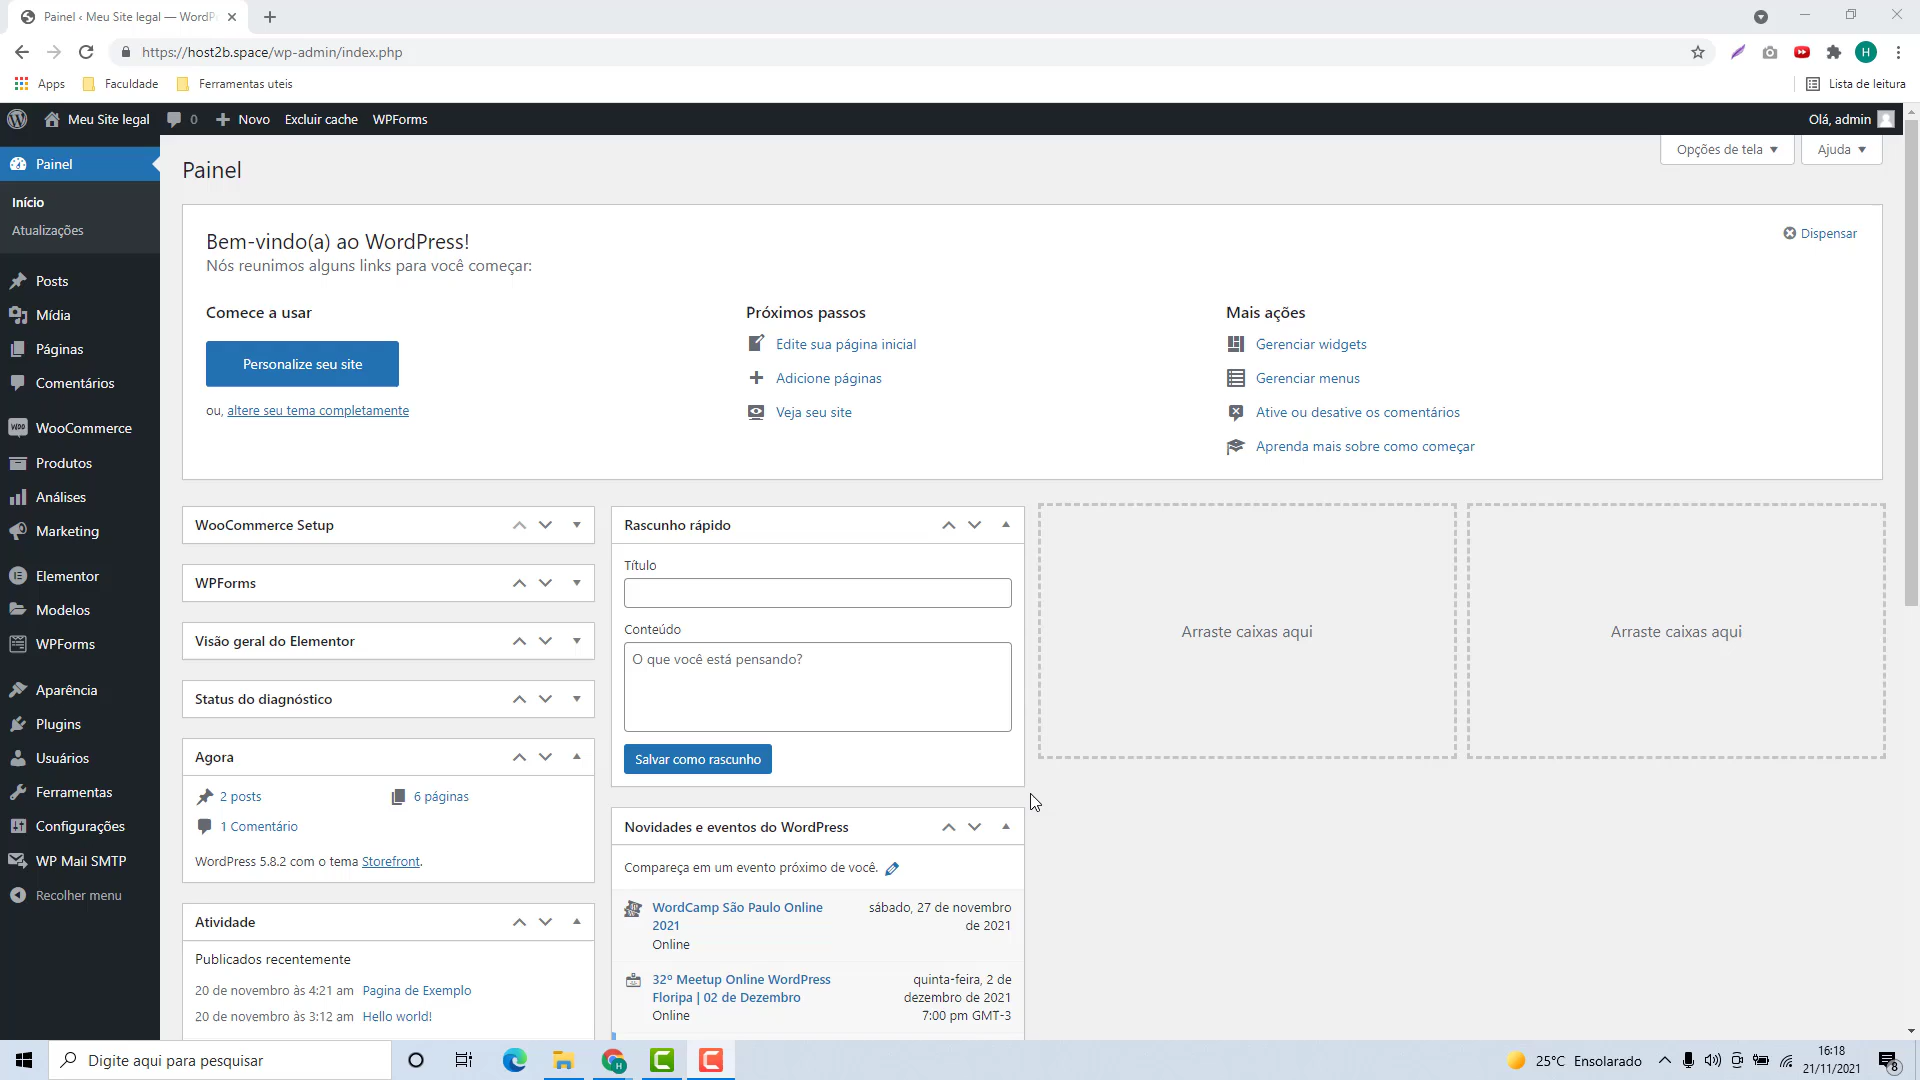 Painel ‹ Meu Site legal — WordP
https://host2b.space/wp-admin/index.php
H
Apps
Faculdade
Ferramentas uteis
Lista de leitura
Meu Site legal
0
Novo
Excluir cache
WPForms
Olá, admin
Painel
Início
Atualizações
Posts
Mídia
Páginas
Comentários
WooCommerce
Produtos
Análises
Marketing
Elementor
Modelos
WPForms
Aparência
Plugins
Usuários
Ferramentas
Configurações
WP Mail SMTP
Recolher menu
Painel
Opções de tela
Ajuda
Bem-vindo(a) ao WordPress!
Nós reunimos alguns links para você começar:
Dispensar
Comece a usar
Personalize seu site
ou, altere seu tema completamente
Próximos passos
Edite sua página inicial
Adicione páginas
Veja seu site
Mais ações
Gerenciar widgets
Gerenciar menus
Ative ou desative os comentários
Aprenda mais sobre como começar
WooCommerce Setup
WPForms
Visão geral do Elementor
Status do diagnóstico
Agora
2 posts
6 páginas
1 Comentário
WordPress 5.8.2 com o tema Storefront.
Atividade
Publicados recentemente
20 de novembro às 4:21 am Pagina de Exemplo
20 de novembro às 3:12 am Hello world!
Rascunho rápido
Título
Conteúdo
O que você está pensando?
Salvar como rascunho
Novidades e eventos do WordPress
Compareça em um evento próximo de você.
WordCamp São Paulo Online
2021
Online
sábado, 27 de novembro
de 2021
32º Meetup Online WordPress
Floripa | 02 de Dezembro
Online
quinta-feira, 2 de
dezembro de 2021
7:00 pm GMT-3
Arraste caixas aqui
Arraste caixas aqui
Digite aqui para pesquisar
25°C Ensolarado
16:18
21/11/2021
8